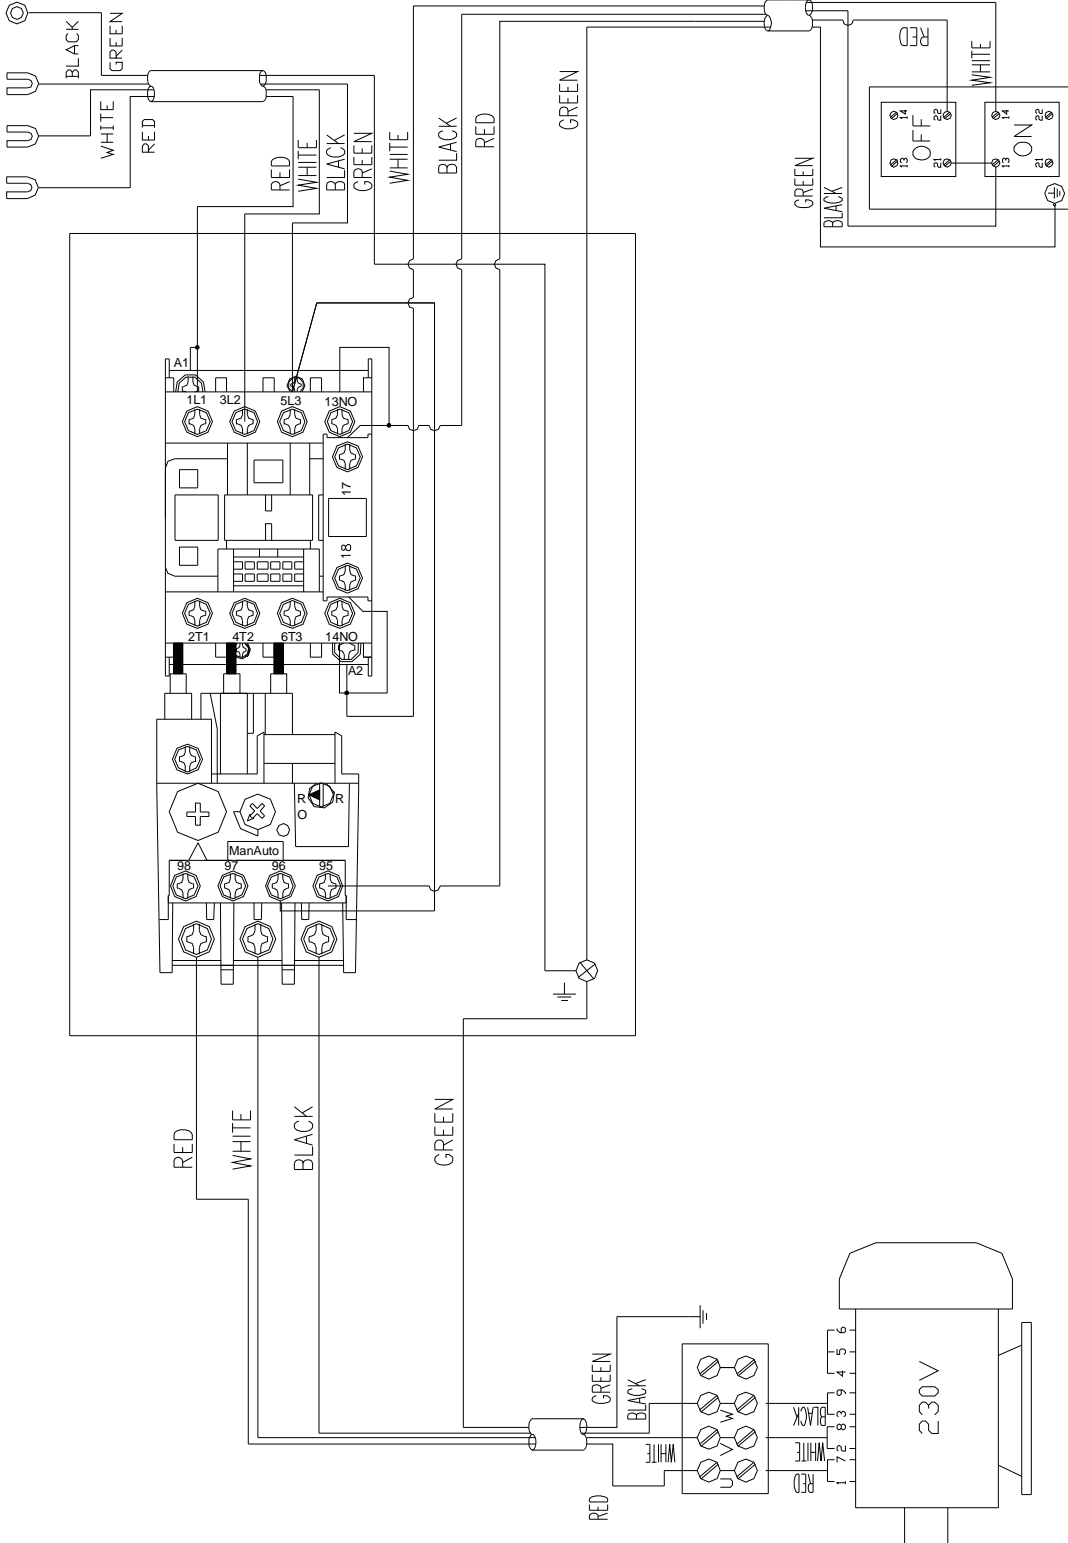 BLACK
GREEN
WHITE
RED
RED
WHITE
BLACK
GREEN
WHITE
BLACK
RED
GREEN
RED
WHITE
GREEN
BLACK
14
22
OFF
13
21
14
22
ON
13
21
A1
1L1 3L2 5L3 13NO
17
18
2T1 4T2 6T3 14NO
A2
R R
O
ManAuto
98 97 96 95
RED
WHITE
BLACK
GREEN
GREEN
BLACK
WHITE
RED
W
V
U
BLACK
WHITE
RED
6
5
4
9
3
8
2
7
1
230V